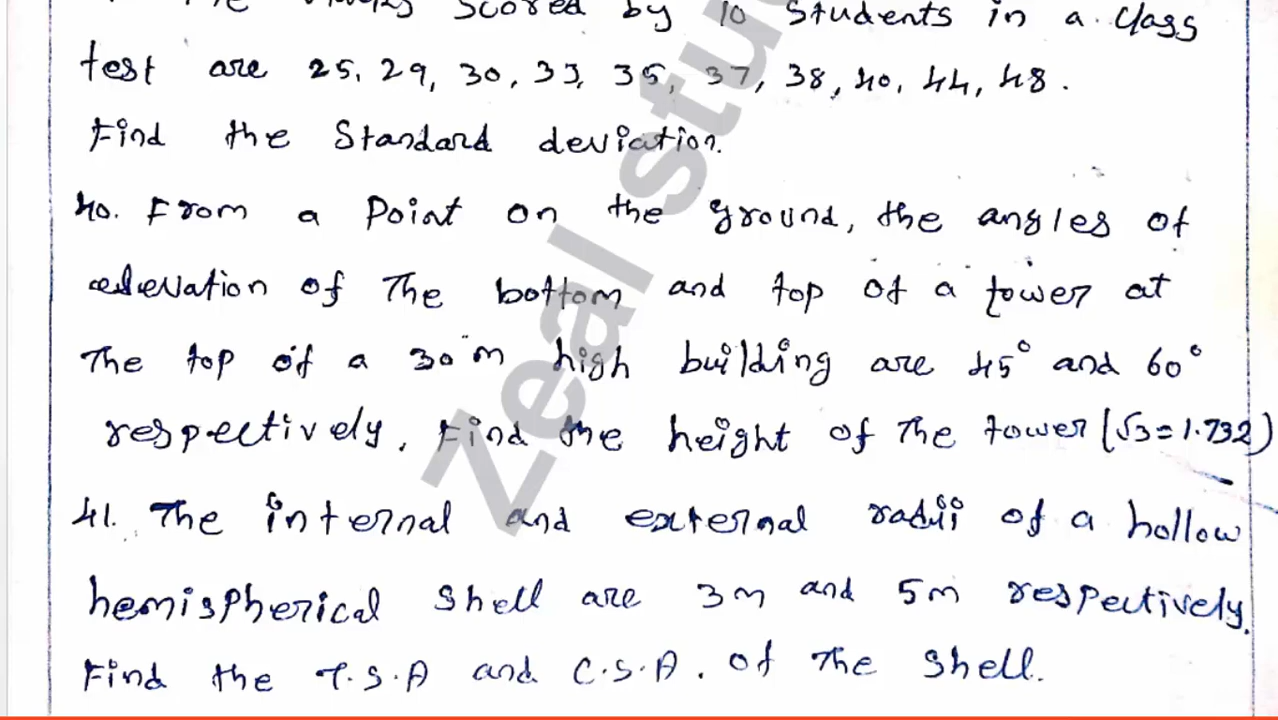 The Marks scored by 10 students in a class
test are 25, 29, 30, 33, 35, 37, 38, 40, 44, 48.
Find the Standard deviation.
40. From a Point on the ground, the angles of
elevation of The bottom and top of a tower at
The top of a 30 m high building are 45° and 60°
respectively. Find the height of The tower (√3=1.732)
41. The internal and external radii of a hollow
hemispherical shell are 3m and 5m respectively.
Find the T.S.A and C.S.A. of The shell.
Zeal stu